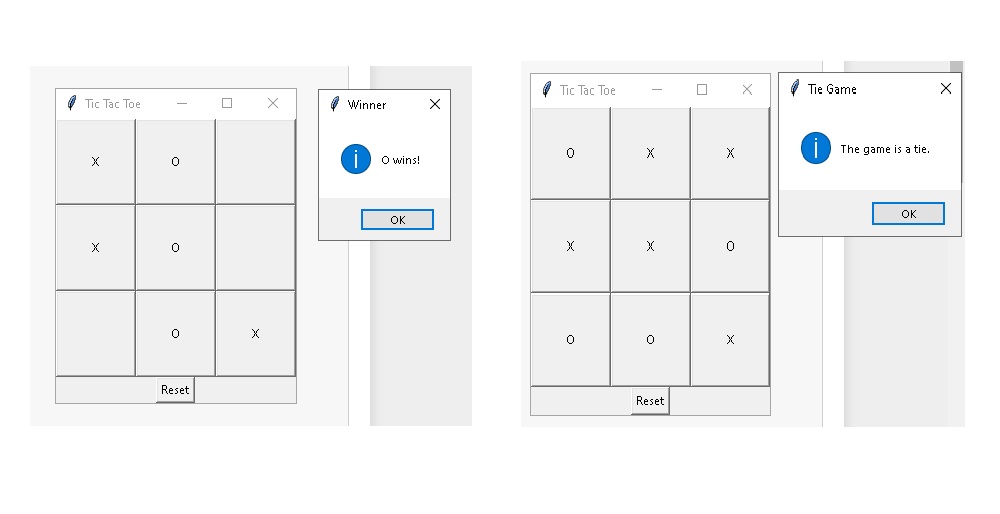 Tic Tac Toe
X O
X O
O X
Reset
Winner
O wins!
OK
Tic Tac Toe
O X X
X X O
O O X
Reset
Tie Game
The game is a tie.
OK